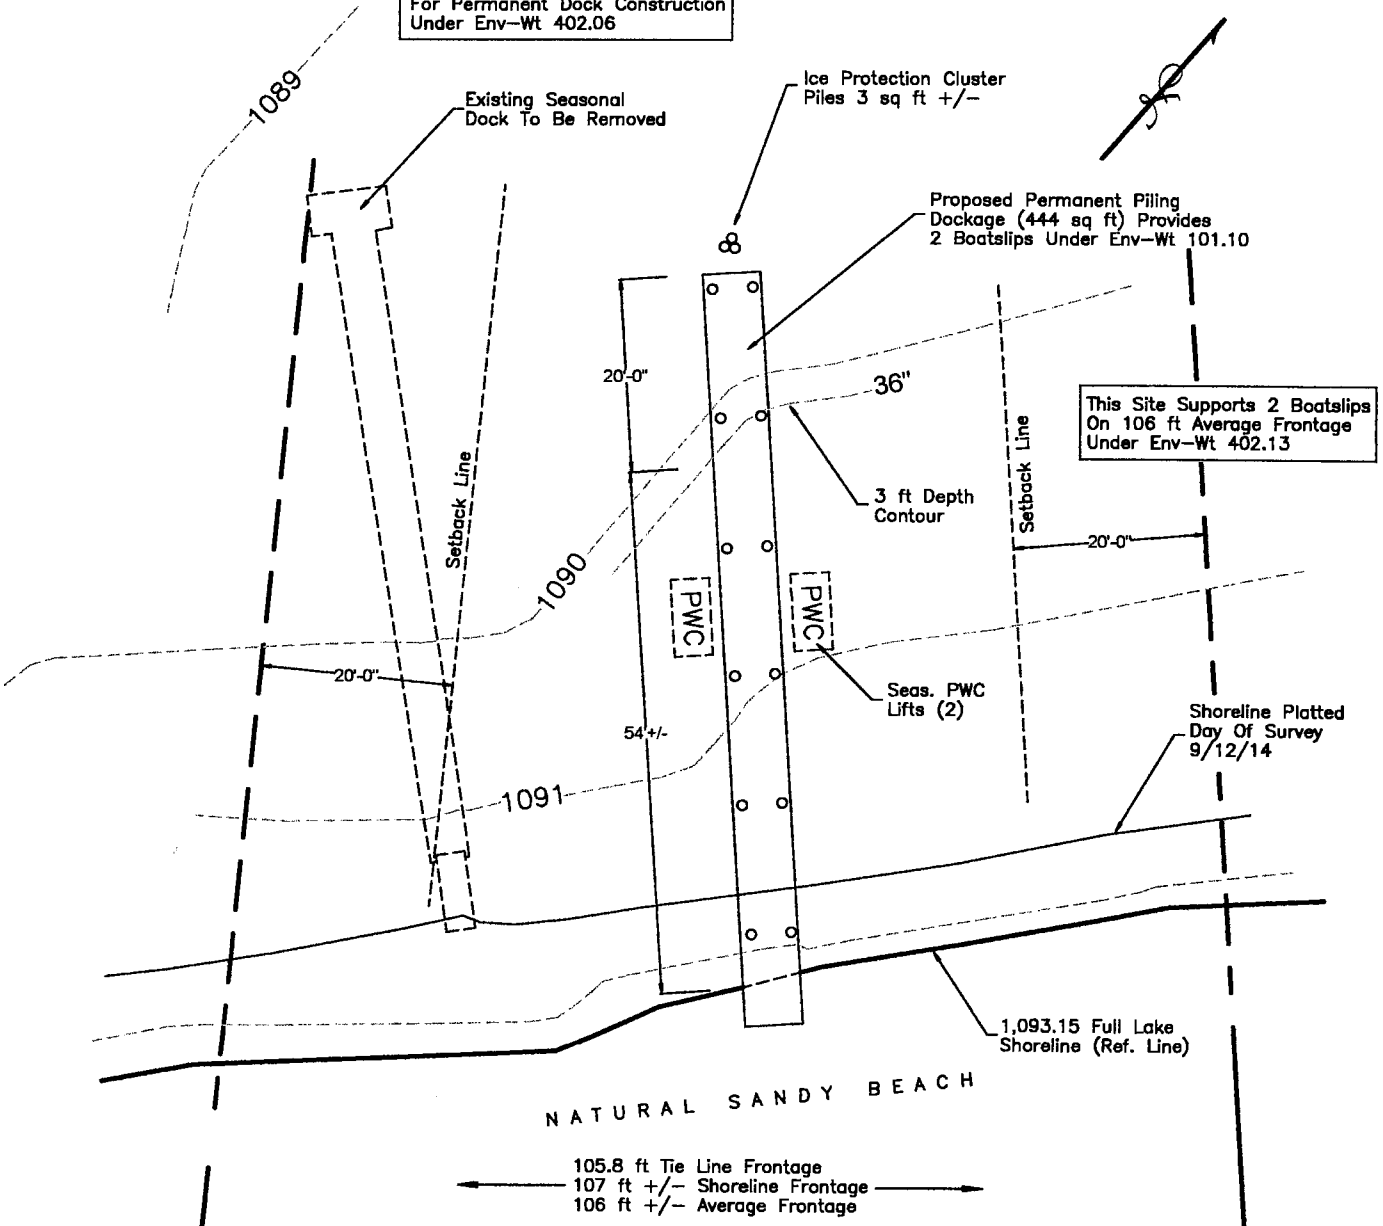 For Permanent Dock Construction
Under Env-Wt 402.06
1089
Existing Seasonal
Dock To Be Removed
Ice Protection Cluster
Piles 3 sq ft +/-
Proposed Permanent Piling
Dockage (444 sq ft) Provides
2 Boatslips Under Env-Wt 101.10
20'-0"
36"
This Site Supports 2 Boatslips
On 106 ft Average Frontage
Under Env-Wt 402.13
Setback Line
Setback Line
3 ft Depth
Contour
20'-0"
1090
PWC
PWC
20'-0"
Seas. PWC
Lifts (2)
54 +/-
Shoreline Platted
Day Of Survey
9/12/14
1091
1,093.15 Full Lake
Shoreline (Ref. Line)
NATURAL SANDY BEACH
105.8 ft Tie Line Frontage
107 ft +/- Shoreline Frontage
106 ft +/- Average Frontage